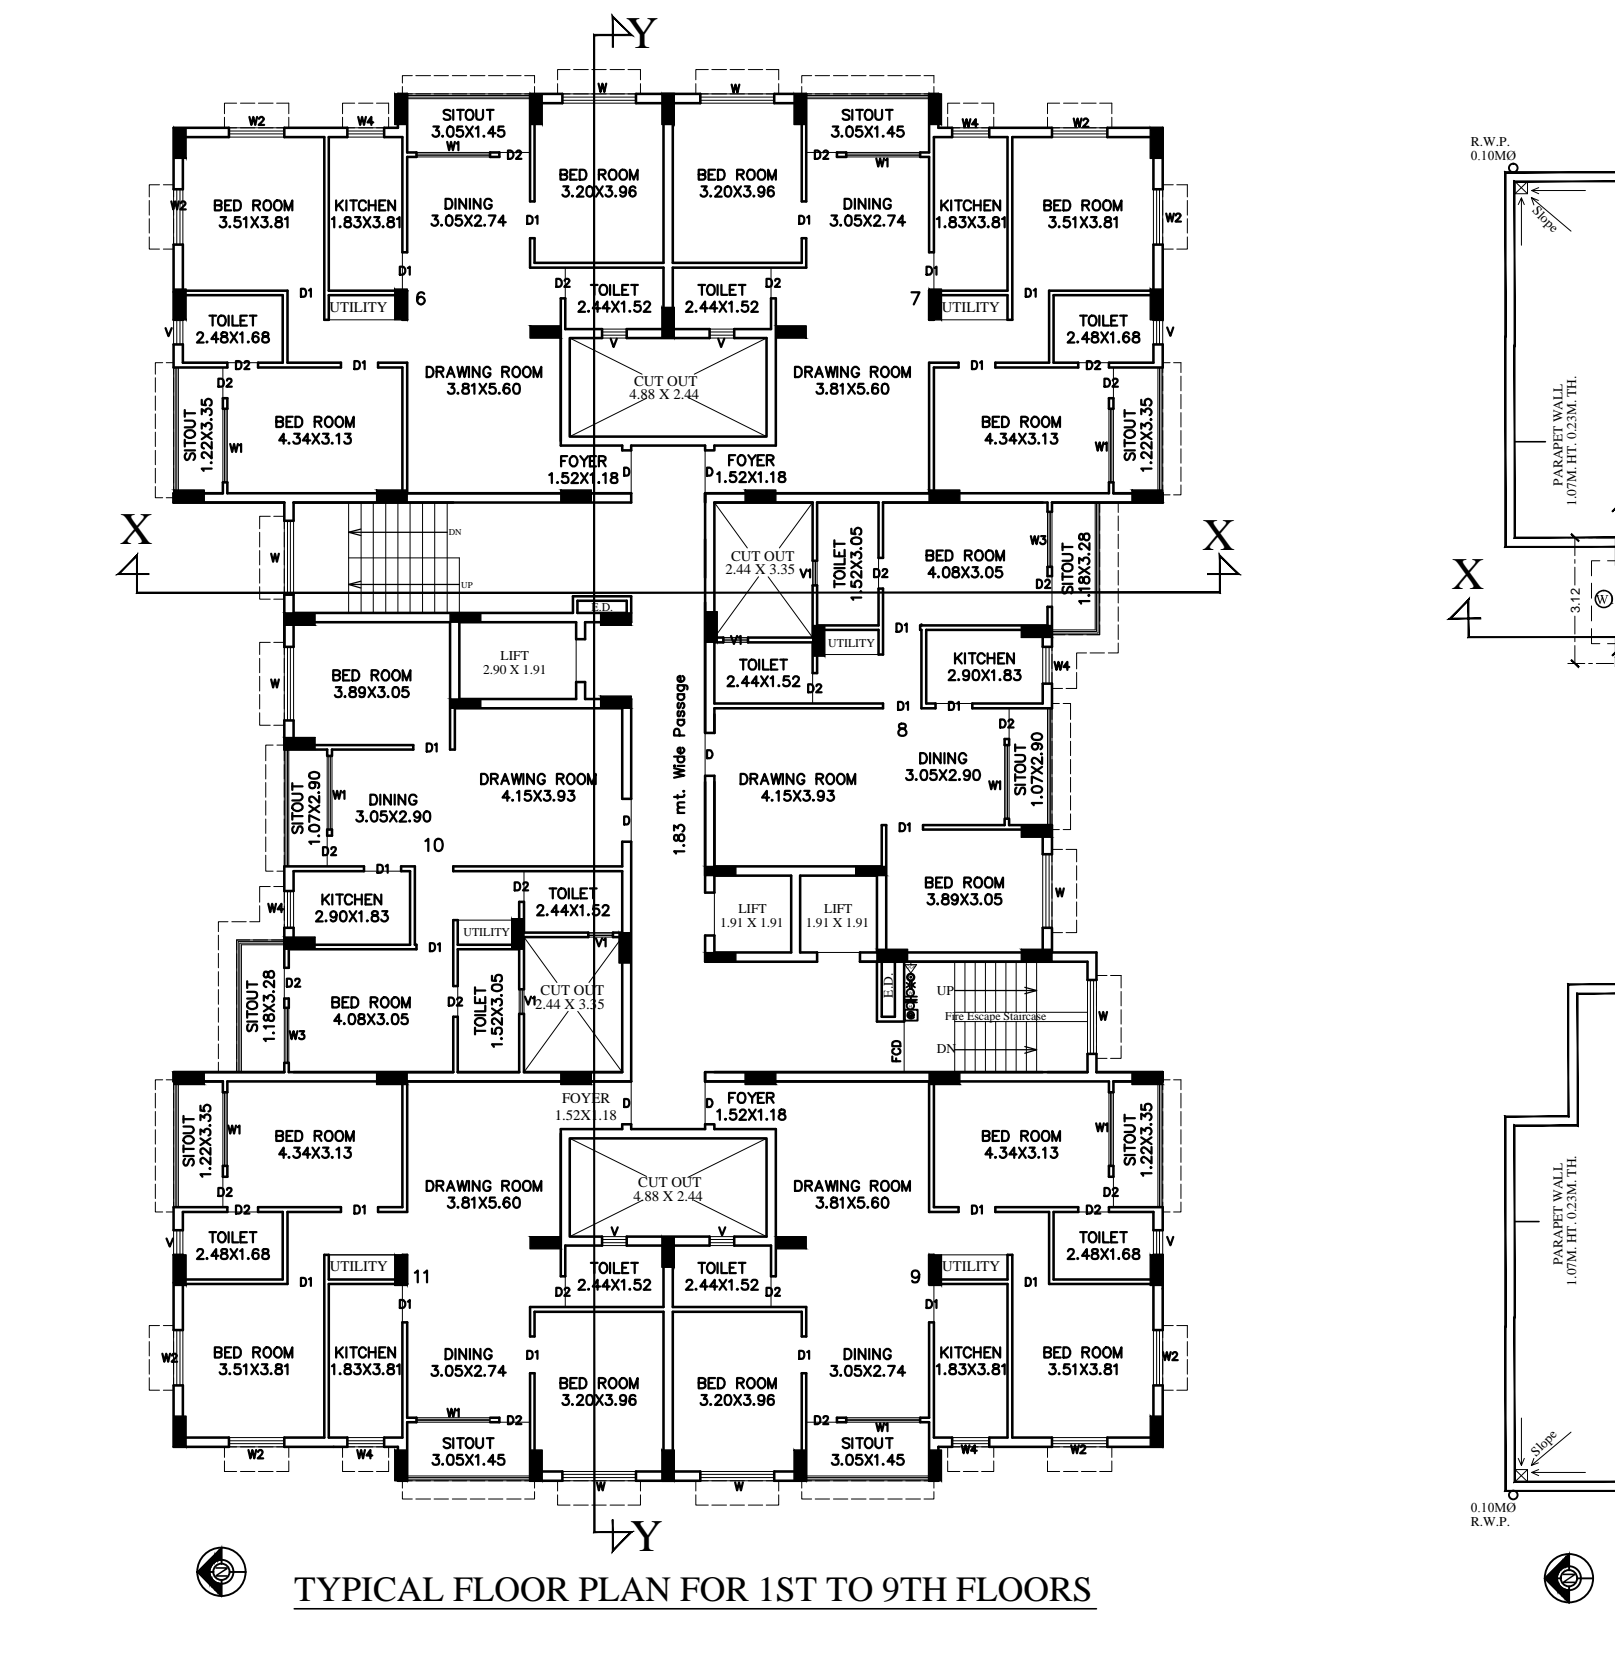 Y
W
W
SITOUT
3.05X1.45
SITOUT
3.05X1.45
W2
W4
W4
W2
W1
D2
D2
W1
BED ROOM
3.20X3.96
BED ROOM
3.20X3.96
W2
BED ROOM
3.51X3.81
KITCHEN
1.83X3.81
DINING
3.05X2.74
D1
D1
DINING
3.05X2.74
KITCHEN
1.83X3.81
BED ROOM
3.51X3.81
W2
D1
D1
D1
UTILITY
6
D2
TOILET
2.44X1.52
TOILET
2.44X1.52
D2
7
UTILITY
D1
V
TOILET
2.48X1.68
TOILET
2.48X1.68
V
V
V
D2
D1
D1
D2
D2
D2
DRAWING ROOM
3.81X5.60
CUT OUT
4.88 X 2.44
DRAWING ROOM
3.81X5.60
SITOUT
1.22X3.35
W1
BED ROOM
4.34X3.13
BED ROOM
4.34X3.13
W1
SITOUT
1.22X3.35
FOYER
1.52X1.18
D
D
FOYER
1.52X1.18
X
X
W
DN
UP
E.D.
CUT OUT
2.44 X 3.35
V1
TOILET
1.52X3.05
D2
BED ROOM
4.08X3.05
W3
D2
SITOUT
1.18X3.28
V1
UTILITY
D1
W
BED ROOM
3.89X3.05
LIFT
2.90 X 1.91
TOILET
2.44X1.52
D2
KITCHEN
2.90X1.83
W4
D1
D1
D1
8
D2
1.83 mt. Wide Passage
D
SITOUT
1.07X2.90
W1
D2
DINING
3.05X2.90
DRAWING ROOM
4.15X3.93
D
DRAWING ROOM
4.15X3.93
DINING
3.05X2.90
W1
SITOUT
1.07X2.90
10
D1
D1
W4
KITCHEN
2.90X1.83
D2
TOILET
2.44X1.52
LIFT
1.91 X 1.91
LIFT
1.91 X 1.91
BED ROOM
3.89X3.05
W
UTILITY
D1
V1
SITOUT
1.18X3.28
D2
W3
BED ROOM
4.08X3.05
D2
TOILET
1.52X3.05
V1
CUT OUT
2.44 X 3.35
E.D.
UP
Fire Escape Staircase
DN
FCD
W
FOYER
1.52X1.18
D
D
FOYER
1.52X1.18
SITOUT
1.22X3.35
W1
D2
BED ROOM
4.34X3.13
BED ROOM
4.34X3.13
W1
D2
SITOUT
1.22X3.35
DRAWING ROOM
3.81X5.60
CUT OUT
4.88 X 2.44
DRAWING ROOM
3.81X5.60
D2
D1
D1
D2
V
TOILET
2.48X1.68
V
V
TOILET
2.48X1.68
V
UTILITY
11
D1
D1
TOILET
2.44X1.52
TOILET
2.44X1.52
D2
D2
9
UTILITY
D1
D1
W2
BED ROOM
3.51X3.81
KITCHEN
1.83X3.81
DINING
3.05X2.74
D1
D1
DINING
3.05X2.74
KITCHEN
1.83X3.81
BED ROOM
3.51X3.81
W2
BED ROOM
3.20X3.96
BED ROOM
3.20X3.96
W1
D2
D2
W1
SITOUT
3.05X1.45
SITOUT
3.05X1.45
W2
W4
W4
W2
W
W
Y
N
TYPICAL FLOOR PLAN FOR 1ST TO 9TH FLOORS
R.W.P.
0.10MØ
Slope
PARAPET WALL
1.07M. HT. 0.23M. TH.
X
3.12
W
PARAPET WALL
1.07M. HT. 0.23M. TH.
Slope
0.10MØ
R.W.P.
N